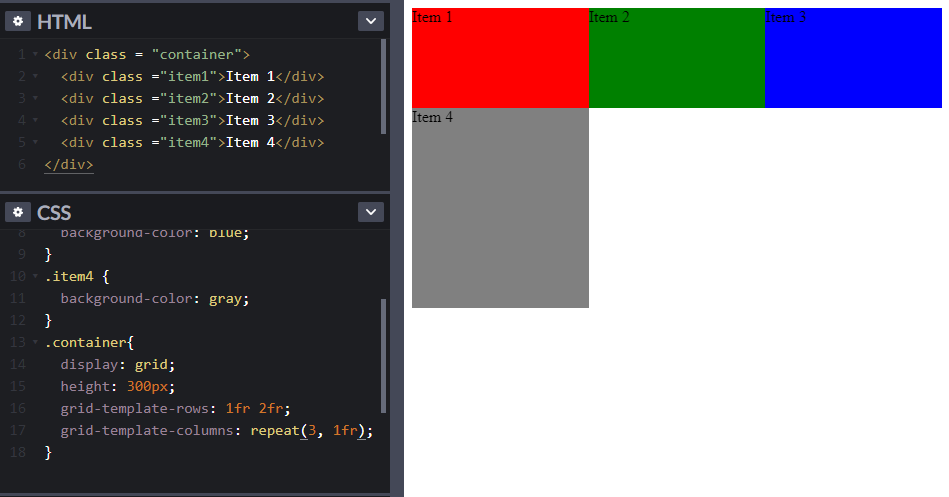 HTML
1 <div class = "container">
2 <div class ="item1">Item 1</div>
3 <div class ="item2">Item 2</div>
4 <div class ="item3">Item 3</div>
5 <div class ="item4">Item 4</div>
6 </div>
CSS
8 background-color: blue;
9 }
10 .item4 {
11 background-color: gray;
12 }
13 .container{
14 display: grid;
15 height: 300px;
16 grid-template-rows: 1fr 2fr;
17 grid-template-columns: repeat(3, 1fr);
18 }
Item 1
Item 2
Item 3
Item 4